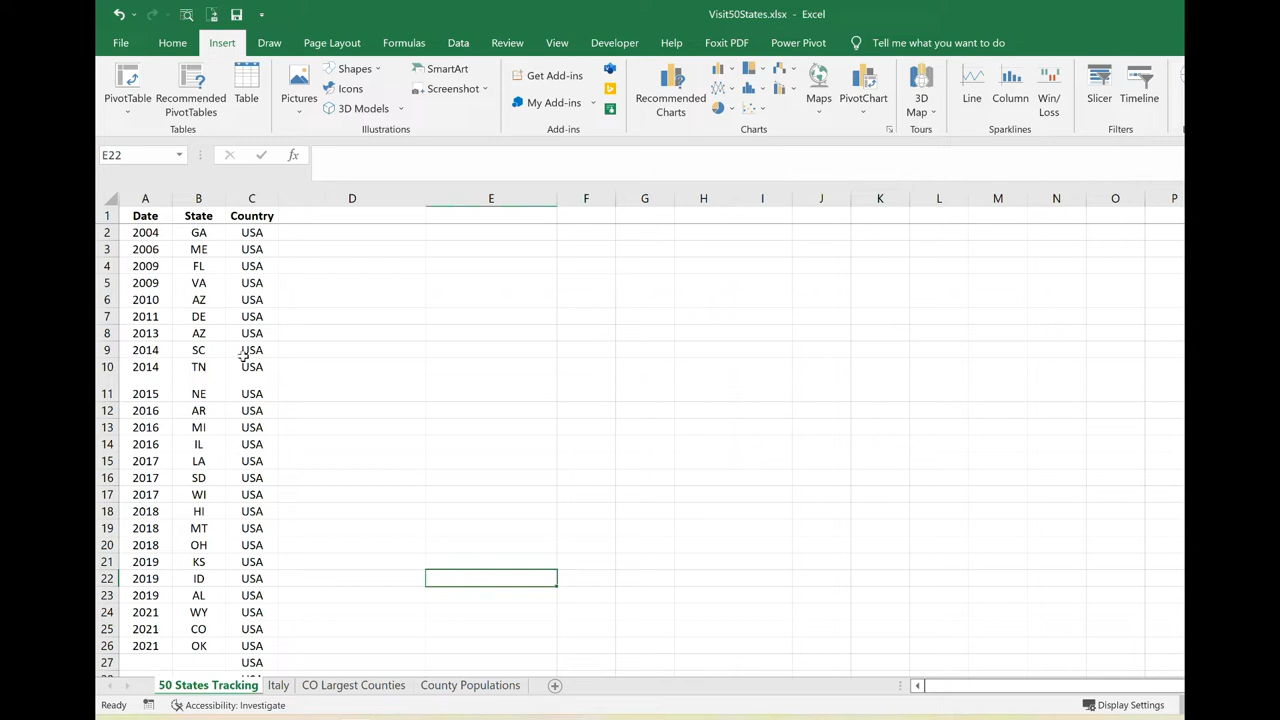 Visit50States.xlsx - Excel
File Home Insert Draw Page Layout Formulas Data Review View Developer Help Foxit PDF Power Pivot Tell me what you want to do
PivotTable Recommended PivotTables Table
Tables
Pictures Shapes Icons 3D Models SmartArt Screenshot
Illustrations
Get Add-ins
My Add-ins
Add-ins
Recommended Charts
Maps PivotChart
Charts
3D Map
Tours
Line Column Win/Loss
Sparklines
Slicer Timeline
Filters
E22 fx
A B C D E F G H I J K L M N O P
1 Date State Country
2 2004 GA USA
3 2006 ME USA
4 2009 FL USA
5 2009 VA USA
6 2010 AZ USA
7 2011 DE USA
8 2013 AZ USA
9 2014 SC USA
10 2014 TN USA
11 2015 NE USA
12 2016 AR USA
13 2016 MI USA
14 2016 IL USA
15 2017 LA USA
16 2017 SD USA
17 2017 WI USA
18 2018 HI USA
19 2018 MT USA
20 2018 OH USA
21 2019 KS USA
22 2019 ID USA
23 2019 AL USA
24 2021 WY USA
25 2021 CO USA
26 2021 OK USA
27 USA
50 States Tracking Italy CO Largest Counties County Populations
Ready Accessibility: Investigate Display Settings